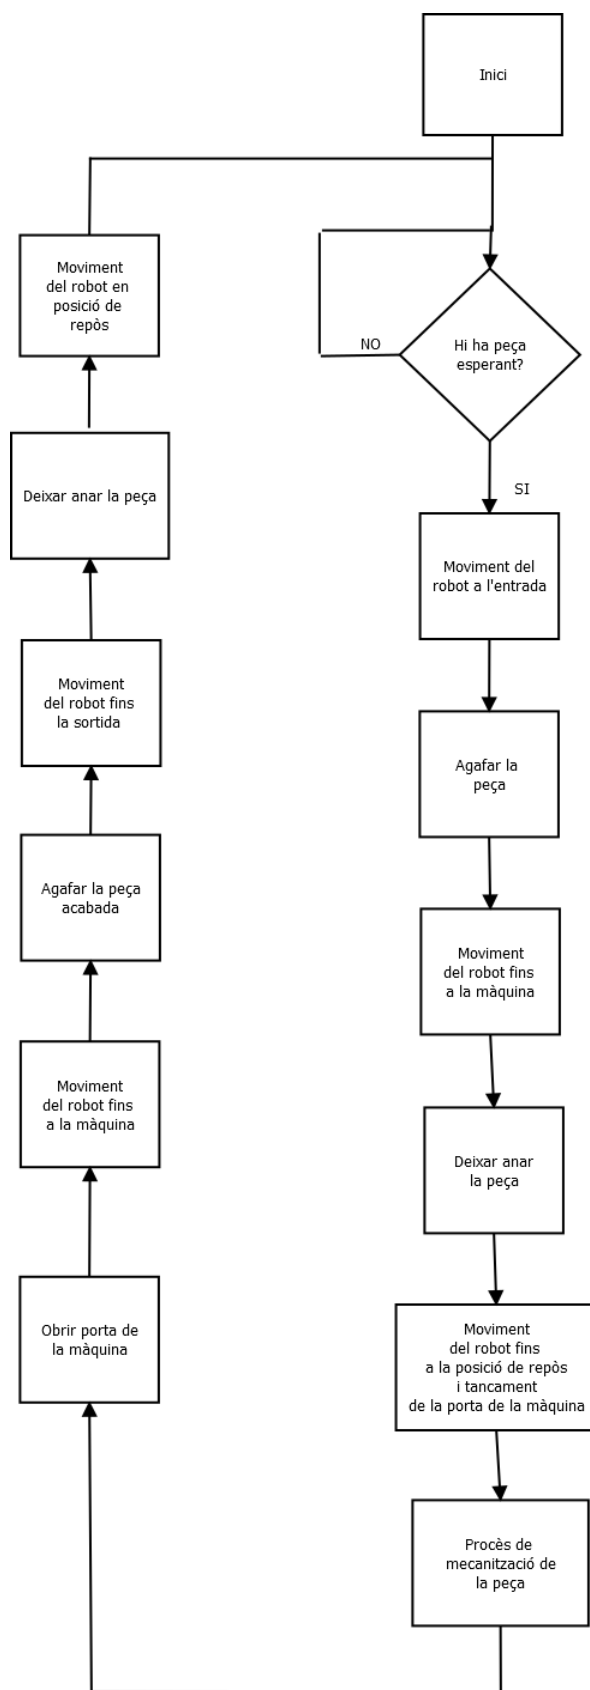 Inici
Hi ha peça
esperant?
NO
SI
Moviment del
robot a l'entrada
Agafar la
peça
Moviment
del robot fins
a la màquina
Deixar anar
la peça
Moviment
del robot fins
a la posició de repòs
i tancament
de la porta de la màquina
Procès de
mecanització de
la peça
Obrir porta de
la màquina
Moviment
del robot fins
a la màquina
Agafar la peça
acabada
Moviment
del robot fins
la sortida
Deixar anar la peça
Moviment
del robot en
posició de
repòs